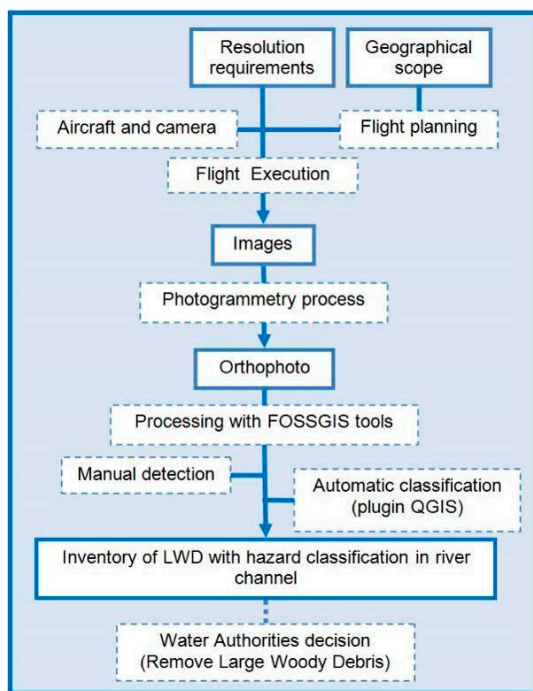 Resolution
requirements
Geographical
scope
Aircraft and camera
Flight planning
Flight Execution
Images
Photogrammetry process
Orthophoto
Processing with FOSSGIS tools
Manual detection
Automatic classification
(plugin QGIS)
Inventory of LWD with hazard classification in river
channel
Water Authorities decision
(Remove Large Woody Debris)